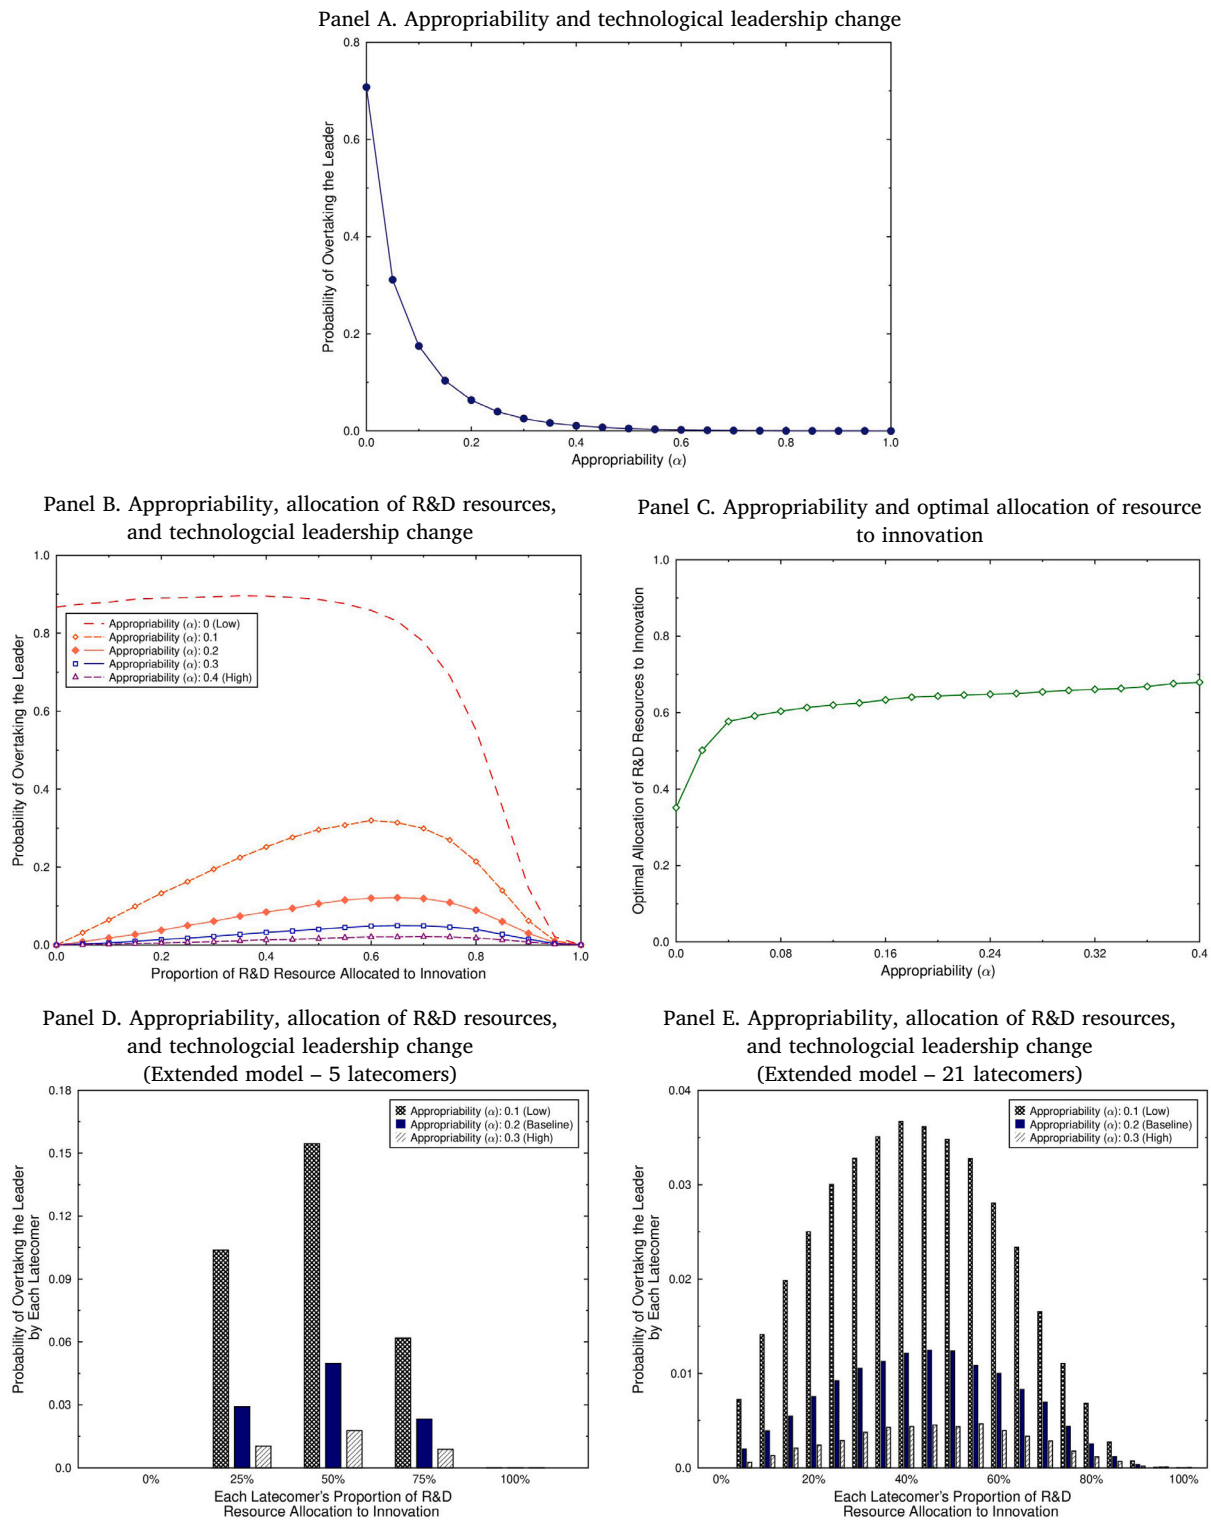 Panel A. Appropriability and technological leadership change
0.8
0.6
0.4
0.2
0.0
Probability of Overtaking the Leader
0.0 0.2 0.4 0.6 0.8 1.0
Appropriability (α)
Panel B. Appropriability, allocation of R&D resources,
and technologcial leadership change
1.0
0.8
0.6
0.4
0.2
0.0
Probability of Overtaking the Leader
Appropriability (α): 0 (Low)
Appropriability (α): 0.1
Appropriability (α): 0.2
Appropriability (α): 0.3
Appropriability (α): 0.4 (High)
0.0 0.2 0.4 0.6 0.8 1.0
Proportion of R&D Resource Allocated to Innovation
Panel C. Appropriability and optimal allocation of resource
to innovation
1.0
0.8
0.6
0.4
0.2
0.0
Optimal Allocation of R&D Resources to Innovation
0.0 0.08 0.16 0.24 0.32 0.4
Appropriability (α)
Panel D. Appropriability, allocation of R&D resources,
and technologcial leadership change
(Extended model – 5 latecomers)
0.18
0.15
0.12
0.09
0.06
0.03
0.0
Probability of Overtakng the Leader
by Each Latecomer
Appropriability (α): 0.1 (Low)
Appropriability (α): 0.2 (Baseline)
Appropriability (α): 0.3 (High)
0% 25% 50% 75% 100%
Each Latecomer's Proportion of R&D
Resource Allocation to Innovation
Panel E. Appropriability, allocation of R&D resources,
and technologcial leadership change
(Extended model – 21 latecomers)
0.04
0.03
0.02
0.01
0.0
Probability of Overtakng the Leader
by Each Latecomer
Appropriability (α): 0.1 (Low)
Appropriability (α): 0.2 (Baseline)
Appropriability (α): 0.3 (High)
0% 20% 40% 60% 80% 100%
Each Latecomer's Proportion of R&D
Resource Allocation to Innovation